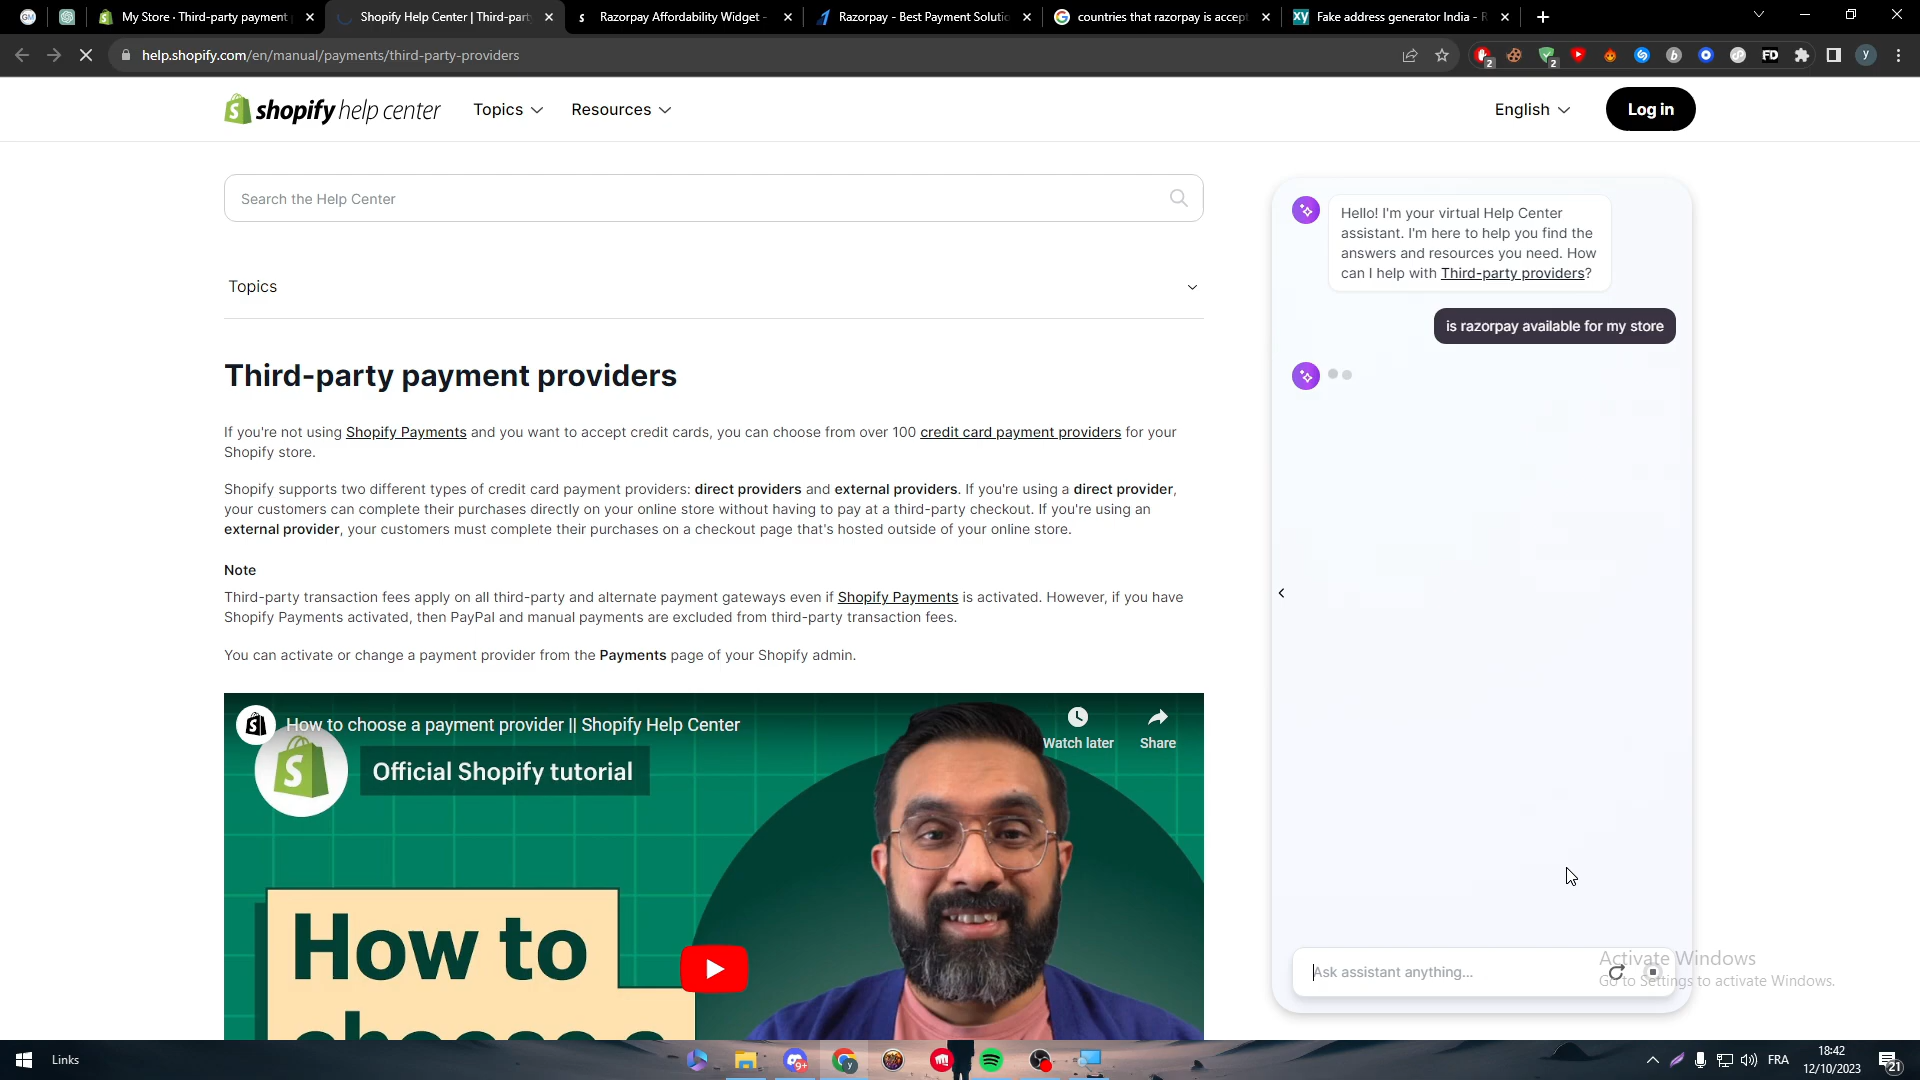 My Store · Third-party payment
Shopify Help Center | Third-part
Razorpay Affordability Widget -
Razorpay - Best Payment Solutio
countries that razorpay is accept
Fake address generator India - R
help.shopify.com/en/manual/payments/third-party-providers
shopify help center
Topics
Resources
English
Log in
Search the Help Center
Topics
Third-party payment providers
If you're not using Shopify Payments and you want to accept credit cards, you can choose from over 100 credit card payment providers for your
Shopify store.
Shopify supports two different types of credit card payment providers: direct providers and external providers. If you're using a direct provider,
your customers can complete their purchases directly on your online store without having to pay at a third-party checkout. If you're using an
external provider, your customers must complete their purchases on a checkout page that's hosted outside of your online store.
Note
Third-party transaction fees apply on all third-party and alternate payment gateways even if Shopify Payments is activated. However, if you have
Shopify Payments activated, then PayPal and manual payments are excluded from third-party transaction fees.
You can activate or change a payment provider from the Payments page of your Shopify admin.
How to choose a payment provider || Shopify Help Center
Watch later
Share
Official Shopify tutorial
How to
choose a
Hello! I'm your virtual Help Center
assistant. I'm here to help you find the
answers and resources you need. How
can I help with Third-party providers?
is razorpay available for my store
Ask assistant anything...
Activate Windows
Go to Settings to activate Windows.
Links
FRA
18:42
12/10/2023
21